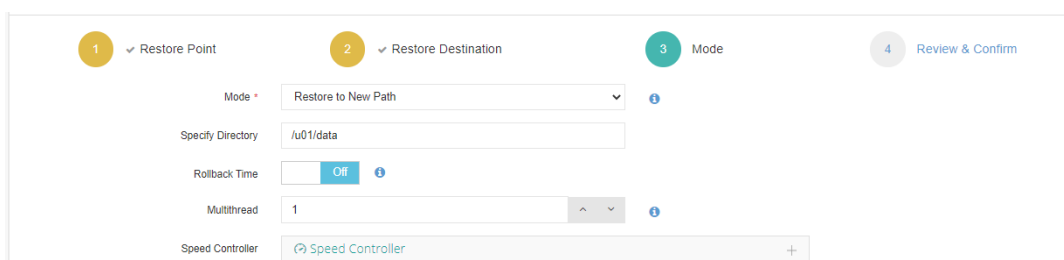 1 Restore Point 2 Restore Destination 3 Mode 4 Review & Confirm
Mode * Restore to New Path
Specify Directory /u01/data
Rollback Time Off
Multithread 1
Speed Controller Speed Controller